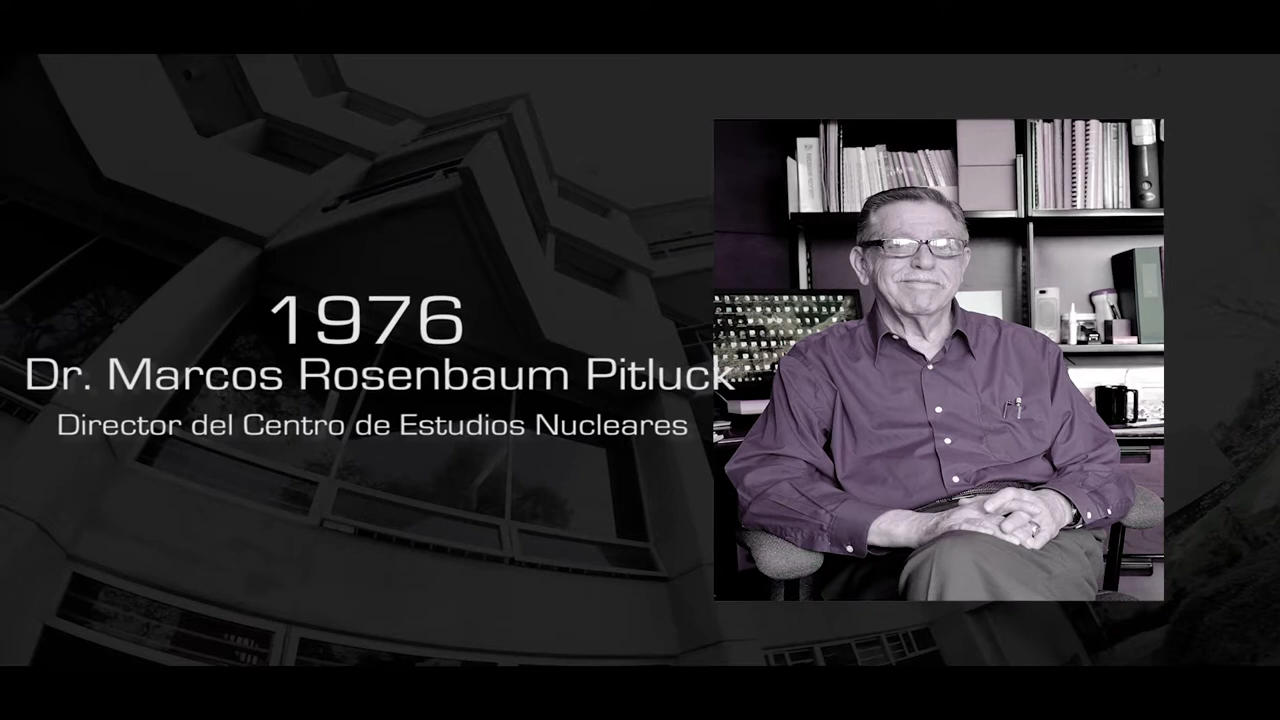 1976
Dr. Marcos Rosenbaum Pitluck
Director del Centro de Estudios Nucleares